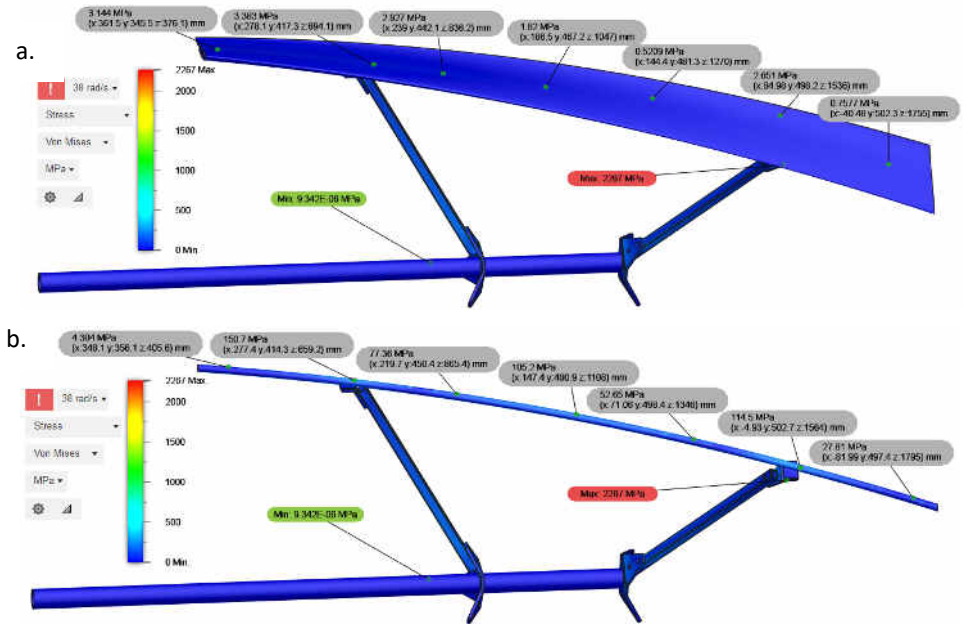 a.
3.144 MPa
(x:361.5 y:345.5 z:376.1) mm
3.383 MPa
(x:278.1 y:417.3 z:694.1) mm
2.927 MPa
(x:239 y:442.1 z:836.2) mm
1.62 MPa
(x:186.5 y:467.2 z:1047) mm
0.5209 MPa
(x:144.4 y:481.3 z:1270) mm
2.651 MPa
(x:84.98 y:498.2 z:1536) mm
0.7577 MPa
(x:-40.48 y:502.3 z:1755) mm
38 rad/s
Stress
Von Mises
MPa
2267 Max.
2000
1500
1000
500
0 Min.
Max: 2267 MPa
Min: 9.342E-06 MPa
b.
4.304 MPa
(x:348.1 y:356.1 z:405.6) mm
150.7 MPa
(x:277.4 y:414.3 z:659.2) mm
77.36 MPa
(x:219.7 y:450.4 z:865.4) mm
105.2 MPa
(x:147.4 y:480.9 z:1108) mm
52.65 MPa
(x:71.06 y:498.4 z:1346) mm
114.5 MPa
(x:-4.93 y:502.7 z:1564) mm
27.61 MPa
(x:-81.99 y:497.4 z:1795) mm
38 rad/s
Stress
Von Mises
MPa
2267 Max.
2000
1500
1000
500
0 Min.
Max: 2267 MPa
Min: 9.342E-06 MPa